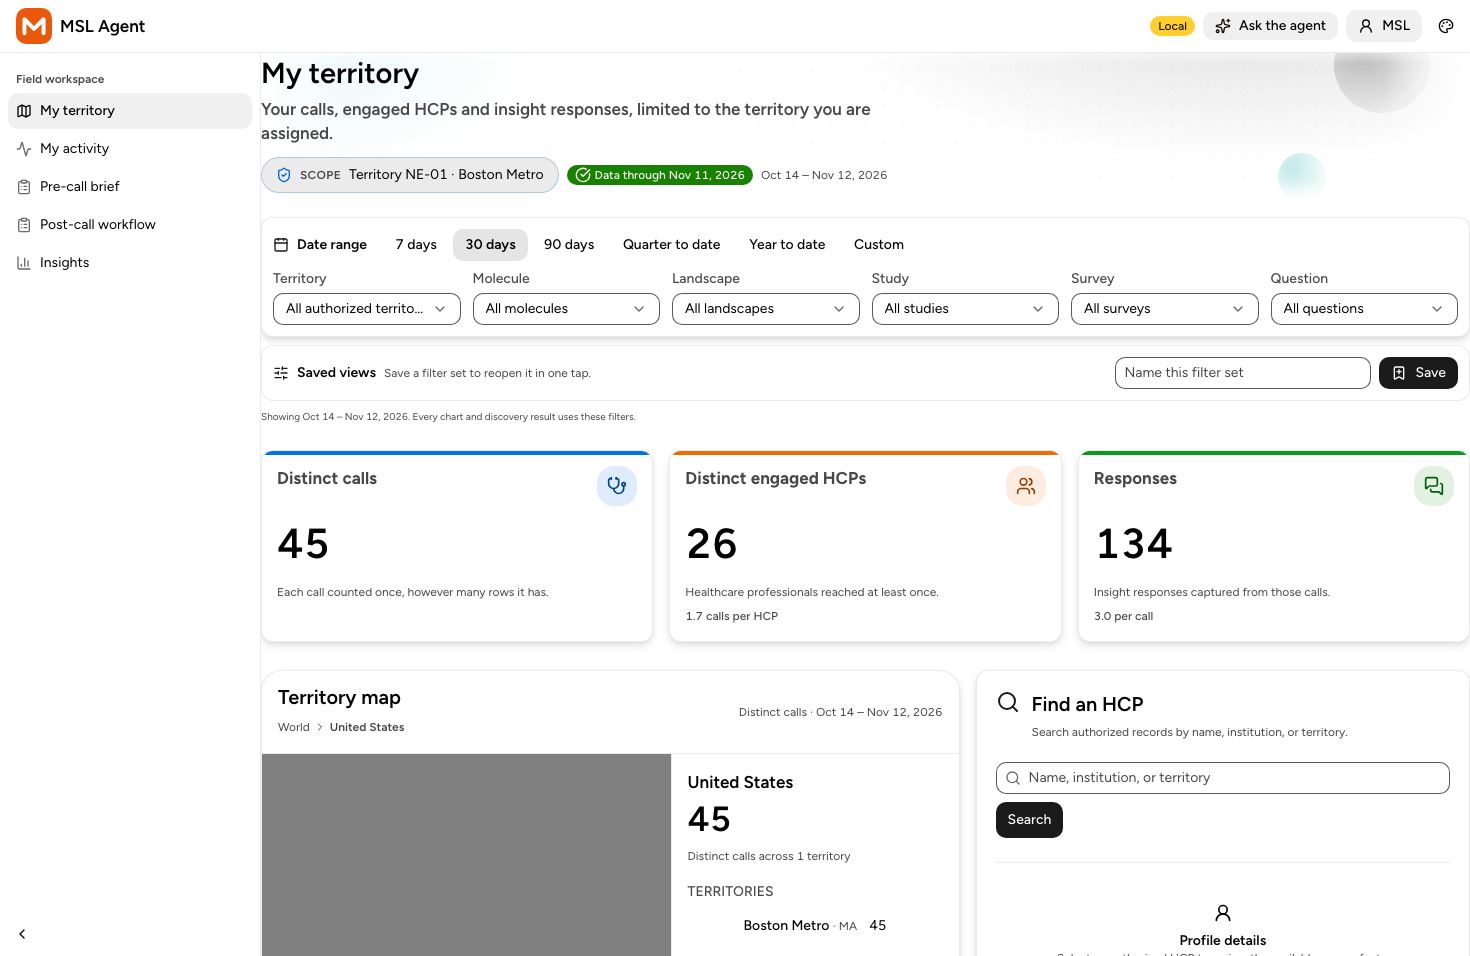 MSL Agent
Local
Ask the agent
MSL
Field workspace
My territory
My activity
Pre-call brief
Post-call workflow
Insights
My territory
Your calls, engaged HCPs and insight responses, limited to the territory you are
assigned.
SCOPE Territory NE-01 · Boston Metro
Data through Nov 11, 2026
Oct 14 – Nov 12, 2026
Date range
7 days
30 days
90 days
Quarter to date
Year to date
Custom
Territory
Molecule
Landscape
Study
Survey
Question
All authorized territo...
All molecules
All landscapes
All studies
All surveys
All questions
Saved views
Save a filter set to reopen it in one tap.
Name this filter set
Save
Showing Oct 14 – Nov 12, 2026. Every chart and discovery result uses these filters.
Distinct calls
45
Each call counted once, however many rows it has.
Distinct engaged HCPs
26
Healthcare professionals reached at least once.
1.7 calls per HCP
Responses
134
Insight responses captured from those calls.
3.0 per call
Territory map
World > United States
Distinct calls · Oct 14 – Nov 12, 2026
United States
45
Distinct calls across 1 territory
TERRITORIES
Boston Metro · MA 45
Find an HCP
Search authorized records by name, institution, or territory.
Name, institution, or territory
Search
Profile details